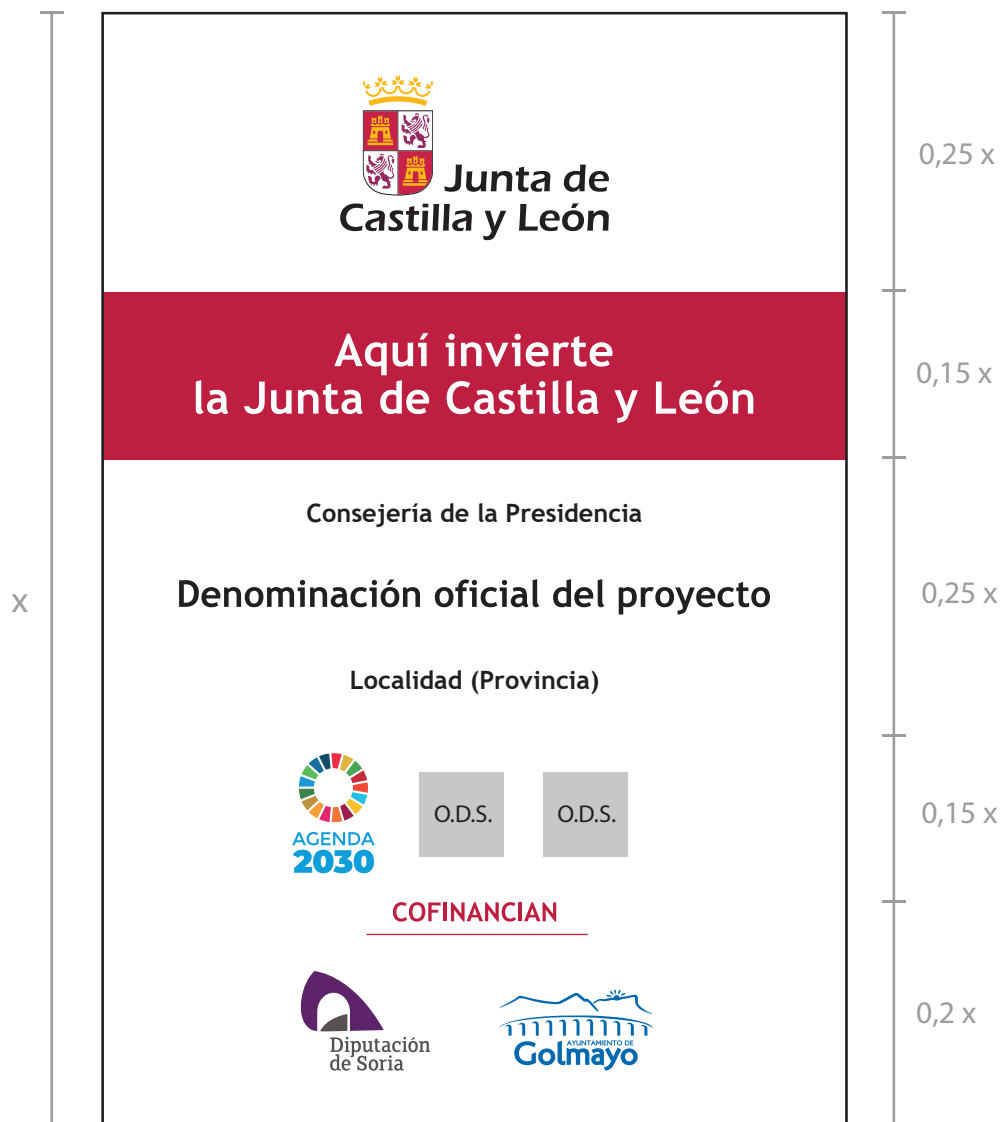 Junta de
Castilla y León
0,25 x
Aquí invierte
la Junta de Castilla y León
0,15 x
Consejería de la Presidencia
Denominación oficial del proyecto
x
0,25 x
Localidad (Provincia)
AGENDA
2030
O.D.S.
O.D.S.
0,15 x
COFINANCIAN
Diputación
de Soria
AYUNTAMIENTO DE
Golmayo
0,2 x